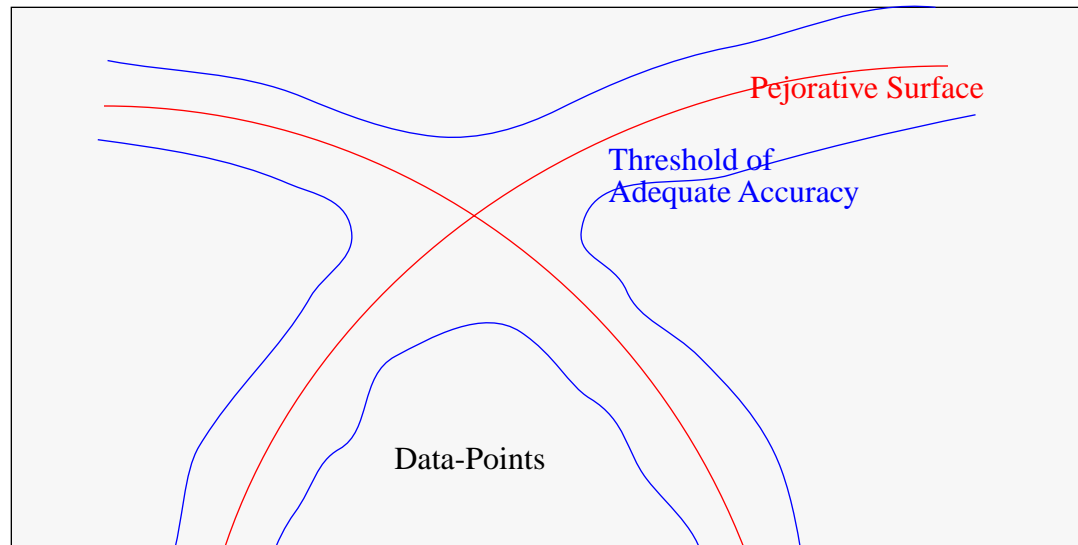 Pejorative Surface
Threshold of
Adequate Accuracy
Data-Points